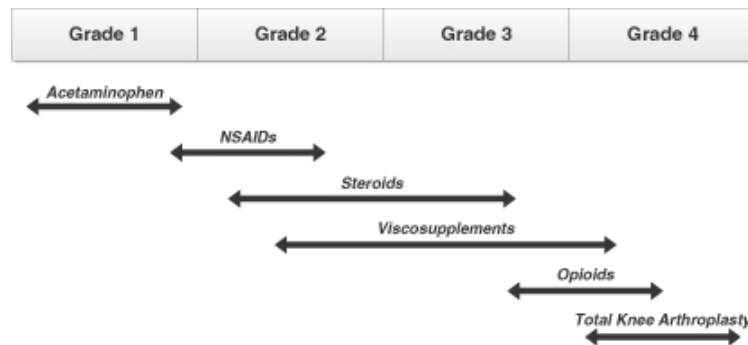 Grade 1 Grade 2 Grade 3 Grade 4
Acetaminophen
NSAIDs
Steroids
Viscosupplements
Opioids
Total Knee Arthroplasty